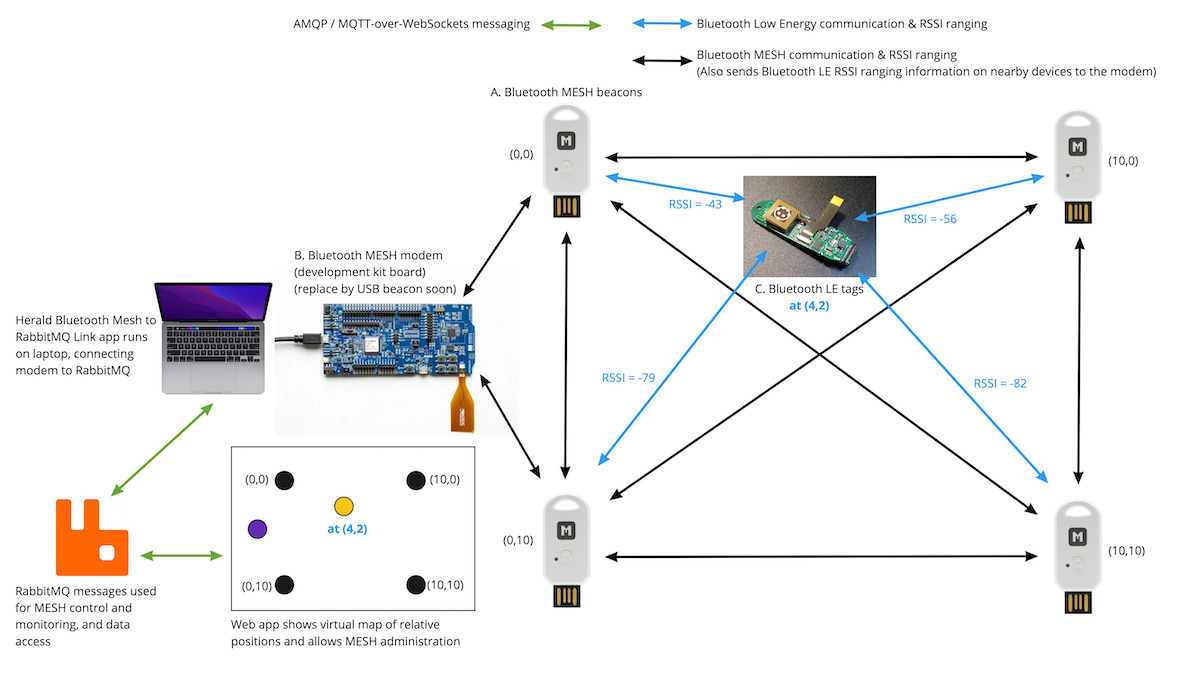 AMQP / MQTT-over-WebSockets messaging
Bluetooth Low Energy communication & RSSI ranging
Bluetooth MESH communication & RSSI ranging
(Also sends Bluetooth LE RSSI ranging information on nearby devices to the modem)
A. Bluetooth MESH beacons
M
(0,0)
M
(10,0)
RSSI = -43
RSSI = -56
B. Bluetooth MESH modem
(development kit board)
(replace by USB beacon soon)
C. Bluetooth LE tags
at (4,2)
Herald Bluetooth Mesh to
RabbitMQ Link app runs
on laptop, connecting
modem to RabbitMQ
RSSI = -79
RSSI = -82
(0,0)
(10,0)
at (4,2)
(0,10)
(10,10)
M
(0,10)
M
(10,10)
RabbitMQ messages used
for MESH control and
monitoring, and data
access
Web app shows virtual map of relative
positions and allows MESH administration